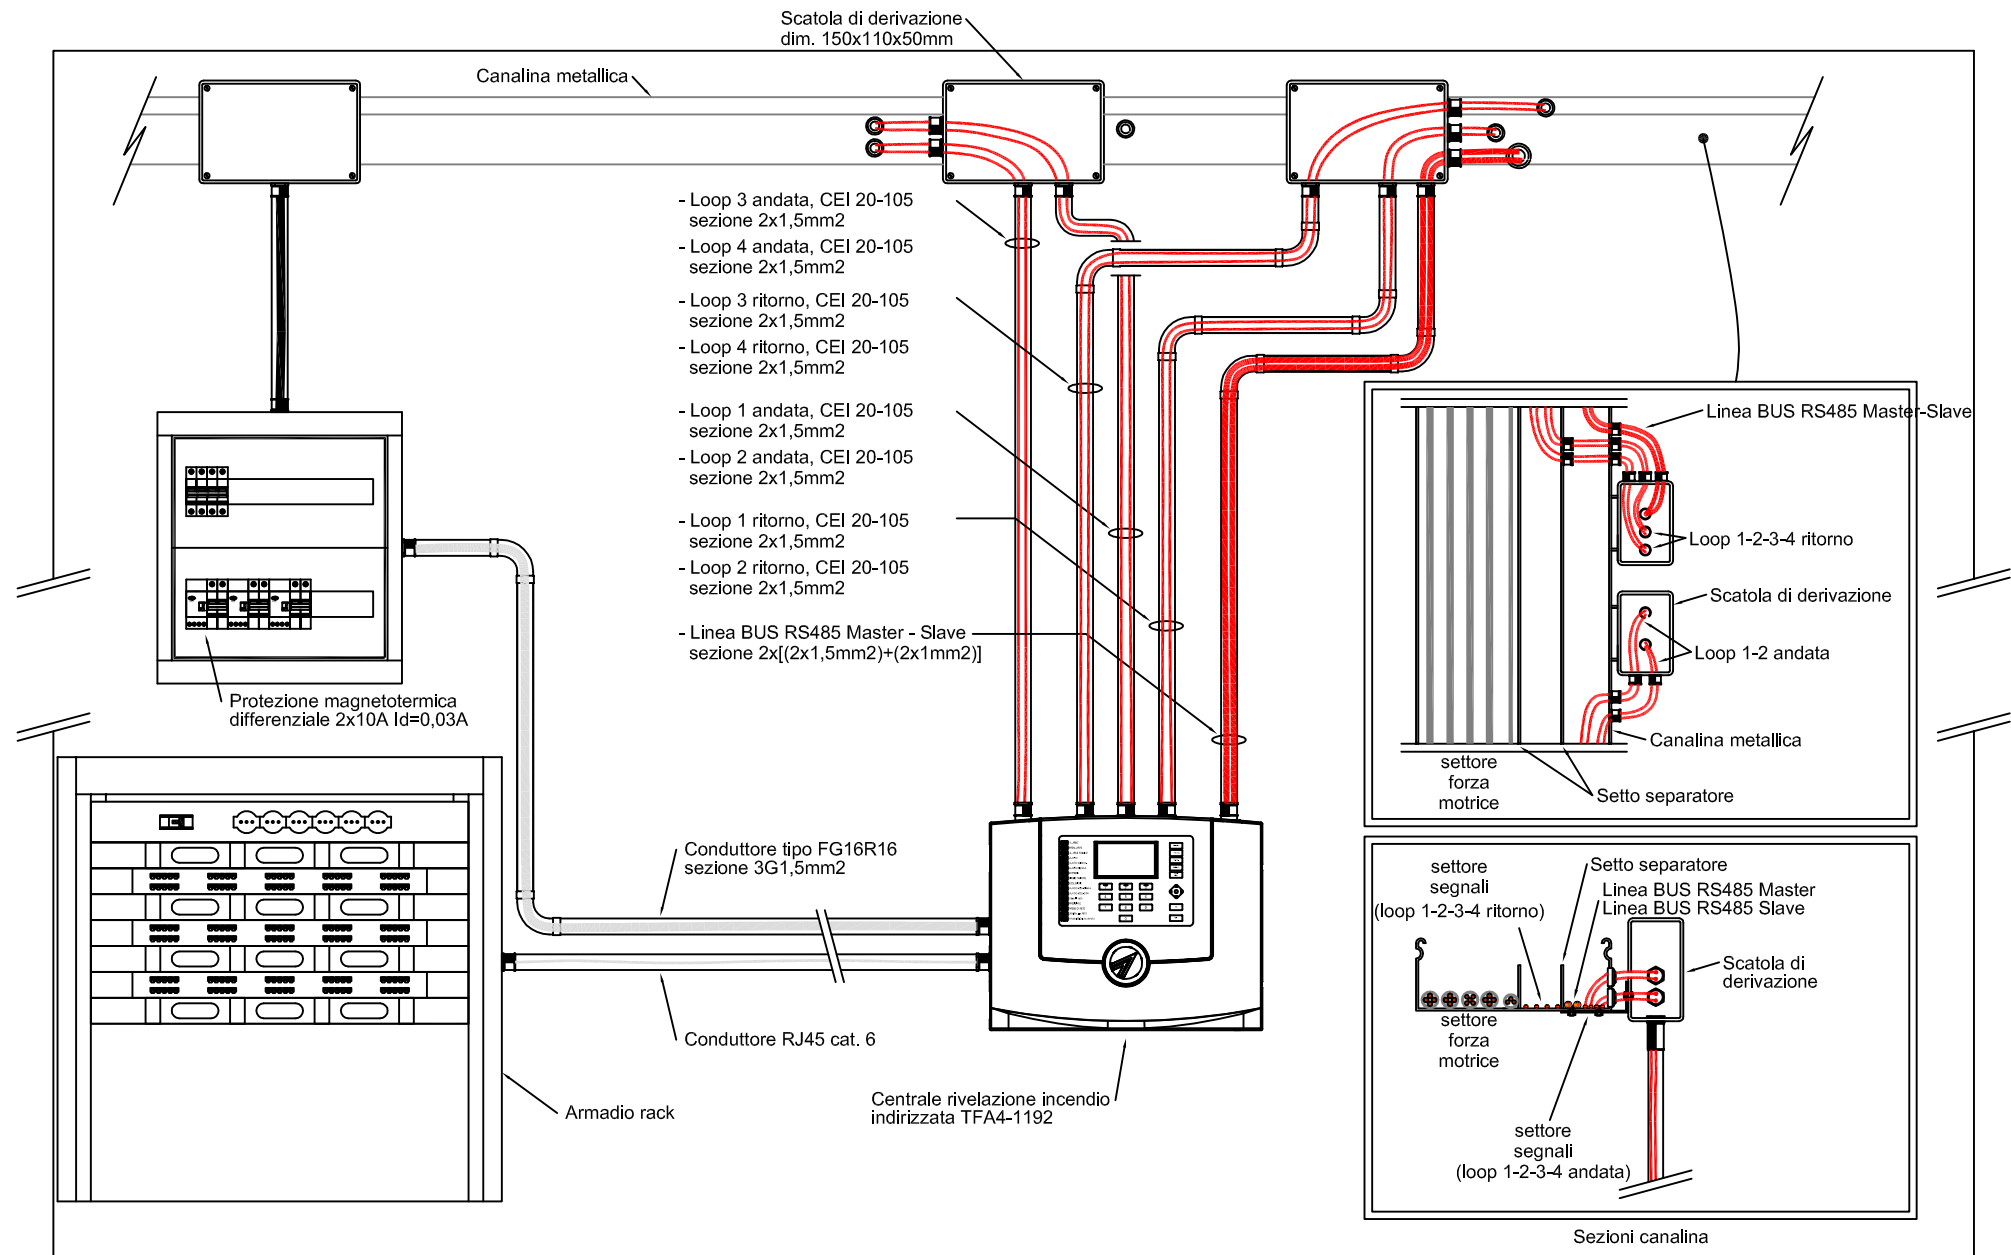 Scatola di derivazione
dim. 150x110x50mm
Canalina metallica
- Loop 3 andata, CEI 20-105
sezione 2x1,5mm2
- Loop 4 andata, CEI 20-105
sezione 2x1,5mm2
- Loop 3 ritorno, CEI 20-105
sezione 2x1,5mm2
- Loop 4 ritorno, CEI 20-105
sezione 2x1,5mm2
- Loop 1 andata, CEI 20-105
sezione 2x1,5mm2
- Loop 2 andata, CEI 20-105
sezione 2x1,5mm2
- Loop 1 ritorno, CEI 20-105
sezione 2x1,5mm2
- Loop 2 ritorno, CEI 20-105
sezione 2x1,5mm2
- Linea BUS RS485 Master - Slave
sezione 2x[(2x1,5mm2)+(2x1mm2)]
Protezione magnetotermica
differenziale 2x10A Id=0,03A
Conduttore tipo FG16R16
sezione 3G1,5mm2
Conduttore RJ45 cat. 6
Armadio rack
Centrale rivelazione incendio
indirizzata TFA4-1192
Linea BUS RS485 Master-Slave
Loop 1-2-3-4 ritorno
Scatola di derivazione
Loop 1-2 andata
Canalina metallica
settore
forza
motrice
Setto separatore
settore
segnali
(loop 1-2-3-4 ritorno)
Setto separatore
Linea BUS RS485 Master
Linea BUS RS485 Slave
Scatola di
derivazione
settore
forza
motrice
settore
segnali
(loop 1-2-3-4 andata)
Sezioni canalina